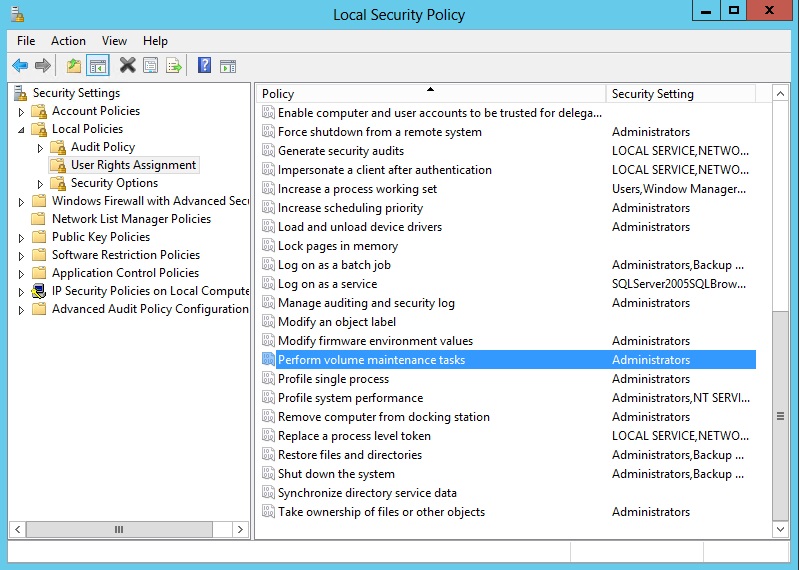 Local Security Policy
File Action View Help
Security Settings
Account Policies
Local Policies
Audit Policy
User Rights Assignment
Security Options
Windows Firewall with Advanced Secu
Network List Manager Policies
Public Key Policies
Software Restriction Policies
Application Control Policies
IP Security Policies on Local Compute
Advanced Audit Policy Configuration
Policy Security Setting
Enable computer and user accounts to be trusted for delega...
Force shutdown from a remote system Administrators
Generate security audits LOCAL SERVICE,NETWO...
Impersonate a client after authentication LOCAL SERVICE,NETWO...
Increase a process working set Users,Window Manager...
Increase scheduling priority Administrators
Load and unload device drivers Administrators
Lock pages in memory
Log on as a batch job Administrators,Backup ...
Log on as a service SQLServer2005SQLBrow...
Manage auditing and security log Administrators
Modify an object label
Modify firmware environment values Administrators
Perform volume maintenance tasks Administrators
Profile single process Administrators
Profile system performance Administrators,NT SERVI...
Remove computer from docking station Administrators
Replace a process level token LOCAL SERVICE,NETWO...
Restore files and directories Administrators,Backup ...
Shut down the system Administrators,Backup ...
Synchronize directory service data
Take ownership of files or other objects Administrators